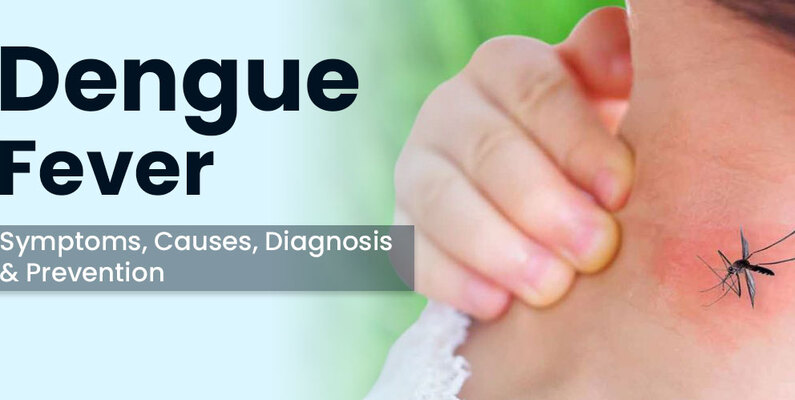 Dengue
Fever
Symptoms, Causes, Diagnosis
& Prevention